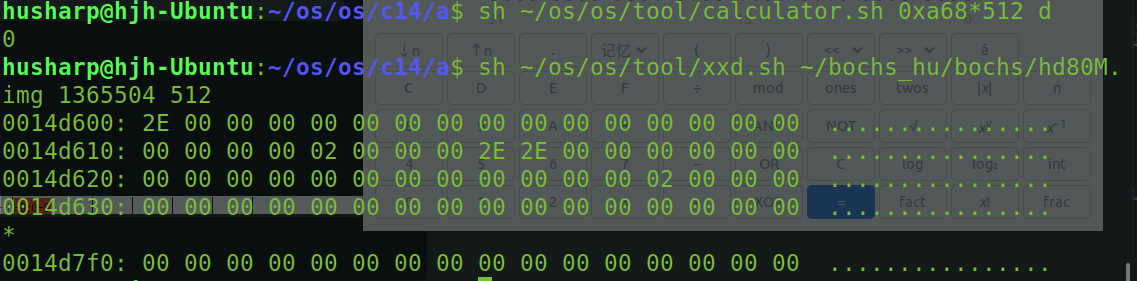 husharp@hjh-Ubuntu:~/os/os/c14/a$ sh ~/os/os/tool/calculator.sh 0xa68*512 d
0
husharp@hjh-Ubuntu:~/os/os/c14/a$ sh ~/os/os/tool/xxd.sh ~/bochs_hu/bochs/hd80M.
img 1365504 512
0014d600: 2E 00 00 00 00 00 00 00 00 00 00 00 00 00 00 00  ................
0014d610: 00 00 00 00 02 00 00 00 2E 2E 00 00 00 00 00 00  ................
0014d620: 00 00 00 00 00 00 00 00 00 00 00 00 02 00 00 00  ................
0014d630: 00 00 00 00 00 00 00 00 00 00 00 00 00 00 00 00  ................
*
0014d7f0: 00 00 00 00 00 00 00 00 00 00 00 00 00 00 00 00  ................
↓n ↑n . 记忆 ( ) << >> á
C D E F ÷ mod ones twos |x| π
A NOT √ xʸ x⁻¹
4 6 7 − OR C log log₂ int
2 = fact x! frac